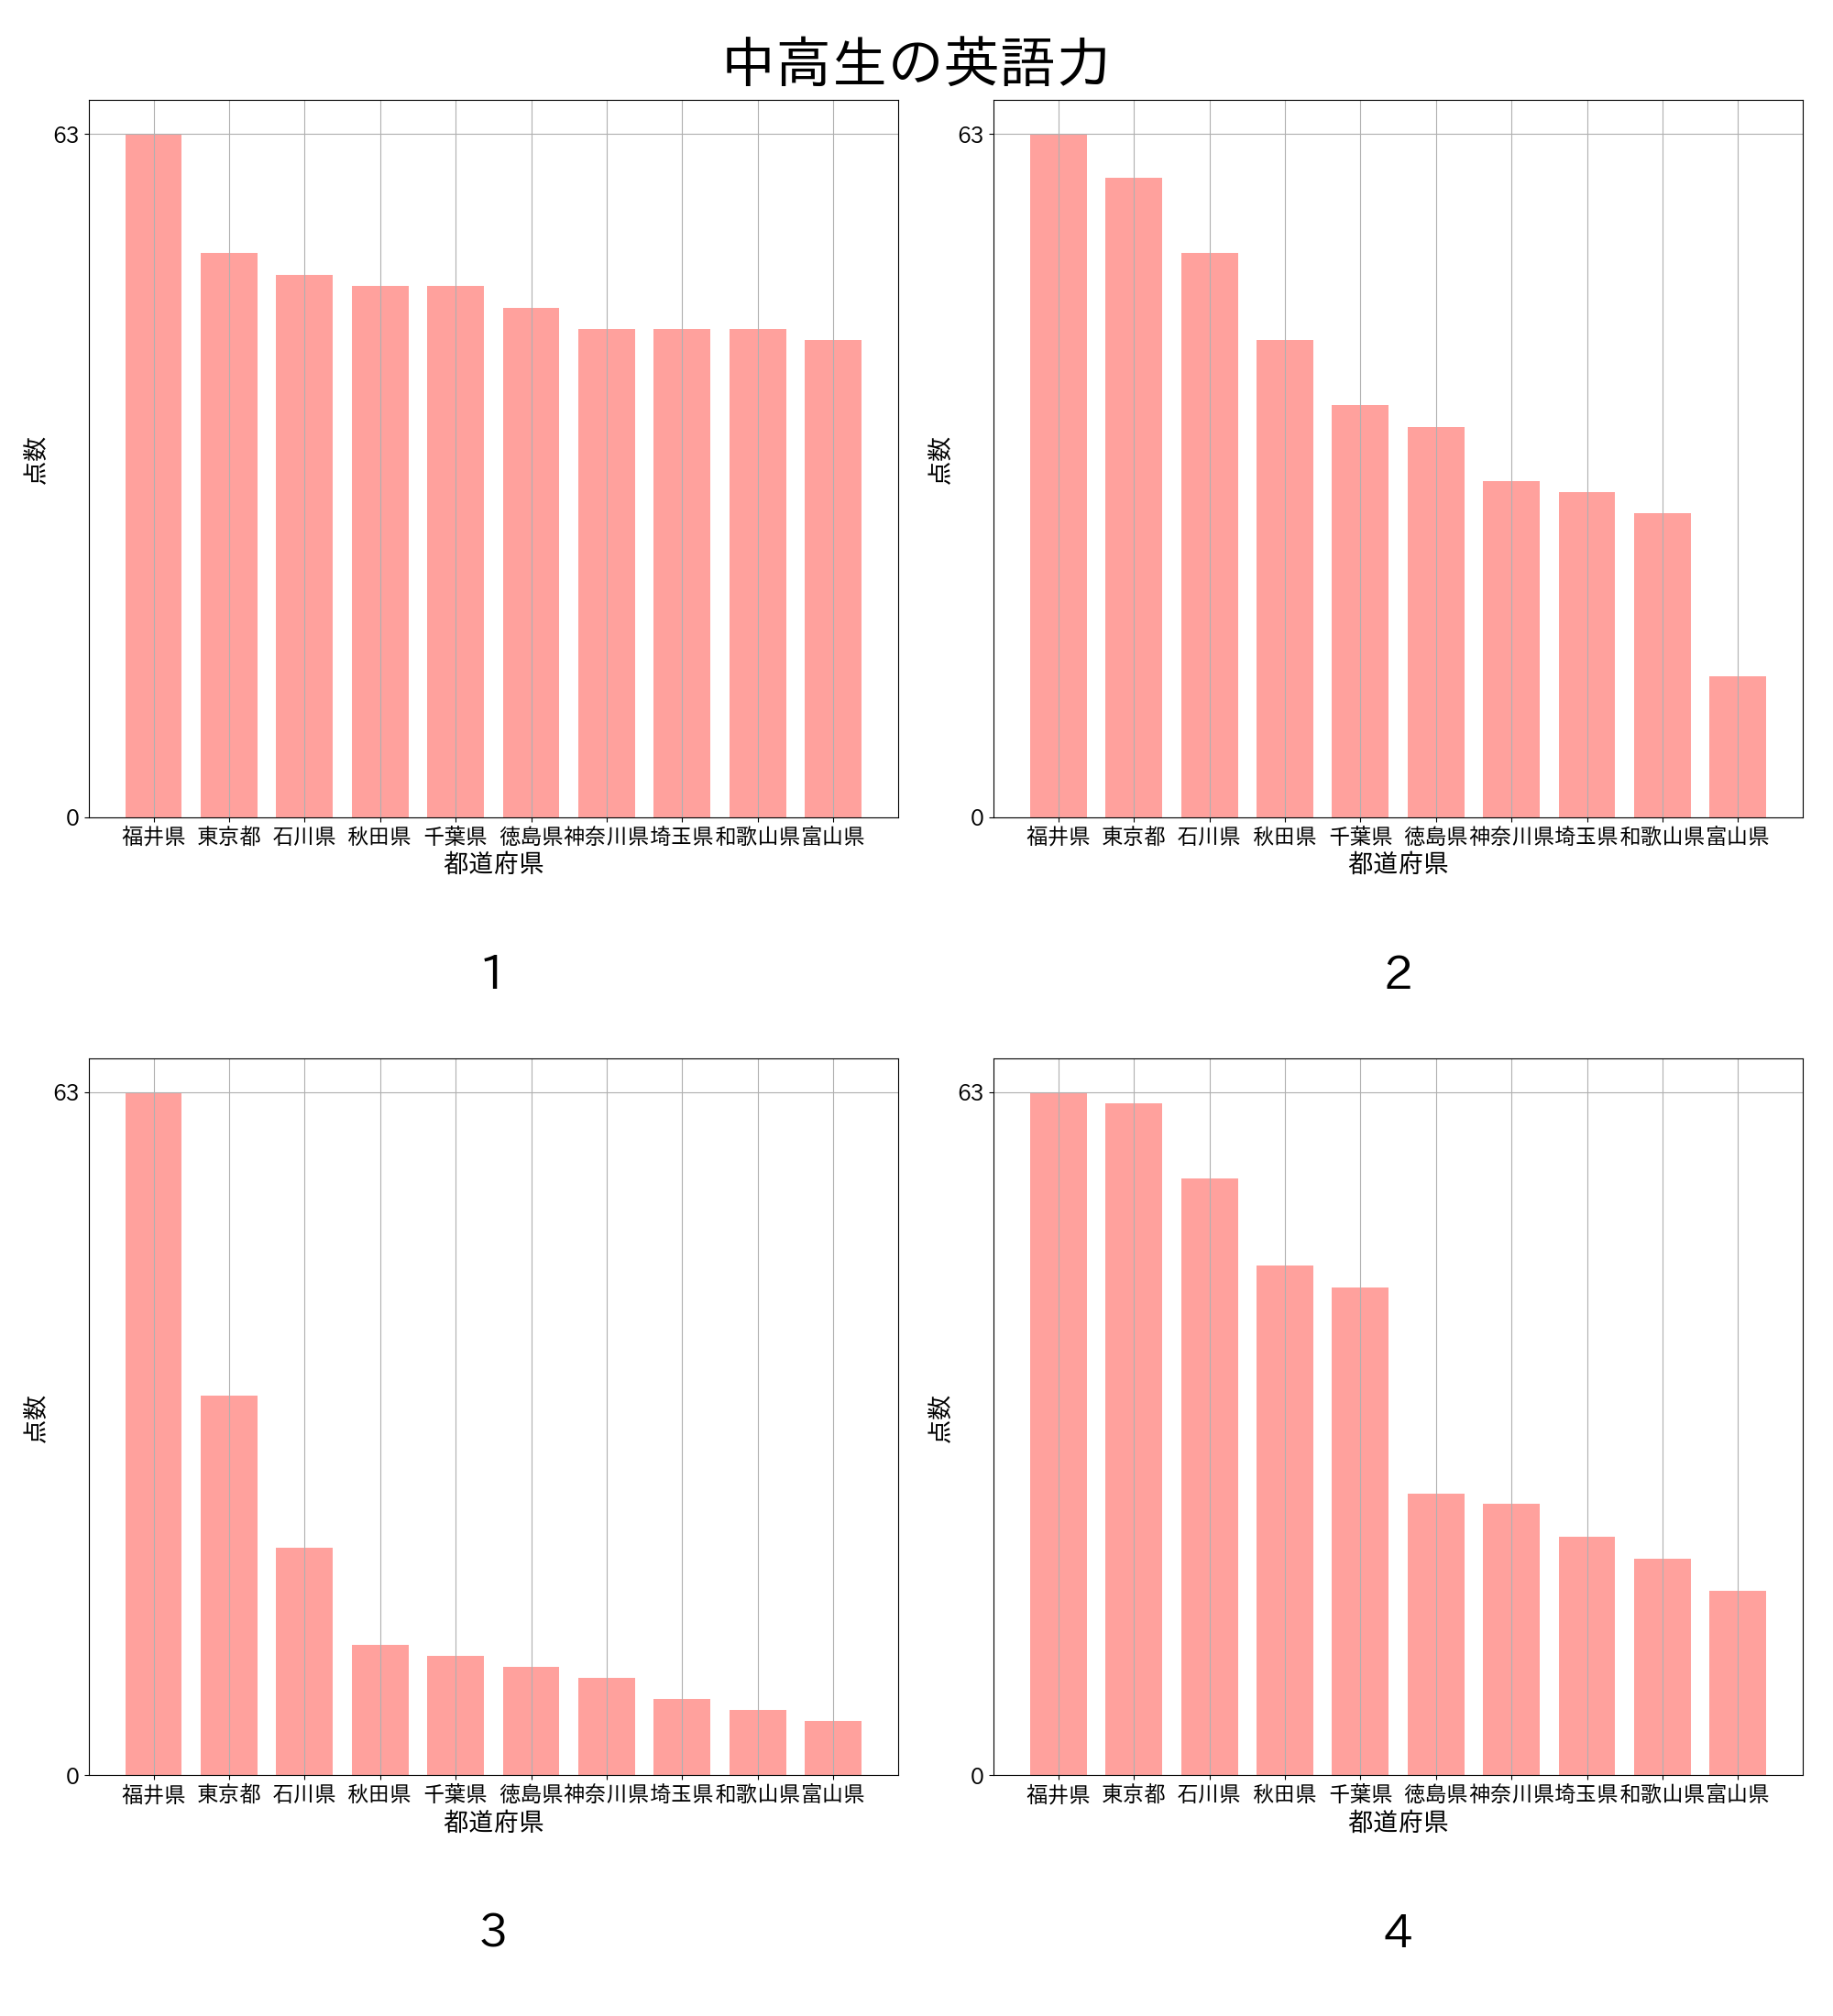 中高生の英語力
63
0
点数
福井県 東京都 石川県 秋田県 千葉県 徳島県 神奈川県 埼玉県 和歌山県 富山県
都道府県
1
63
0
点数
福井県 東京都 石川県 秋田県 千葉県 徳島県 神奈川県 埼玉県 和歌山県 富山県
都道府県
2
63
0
点数
福井県 東京都 石川県 秋田県 千葉県 徳島県 神奈川県 埼玉県 和歌山県 富山県
都道府県
3
63
0
点数
福井県 東京都 石川県 秋田県 千葉県 徳島県 神奈川県 埼玉県 和歌山県 富山県
都道府県
4